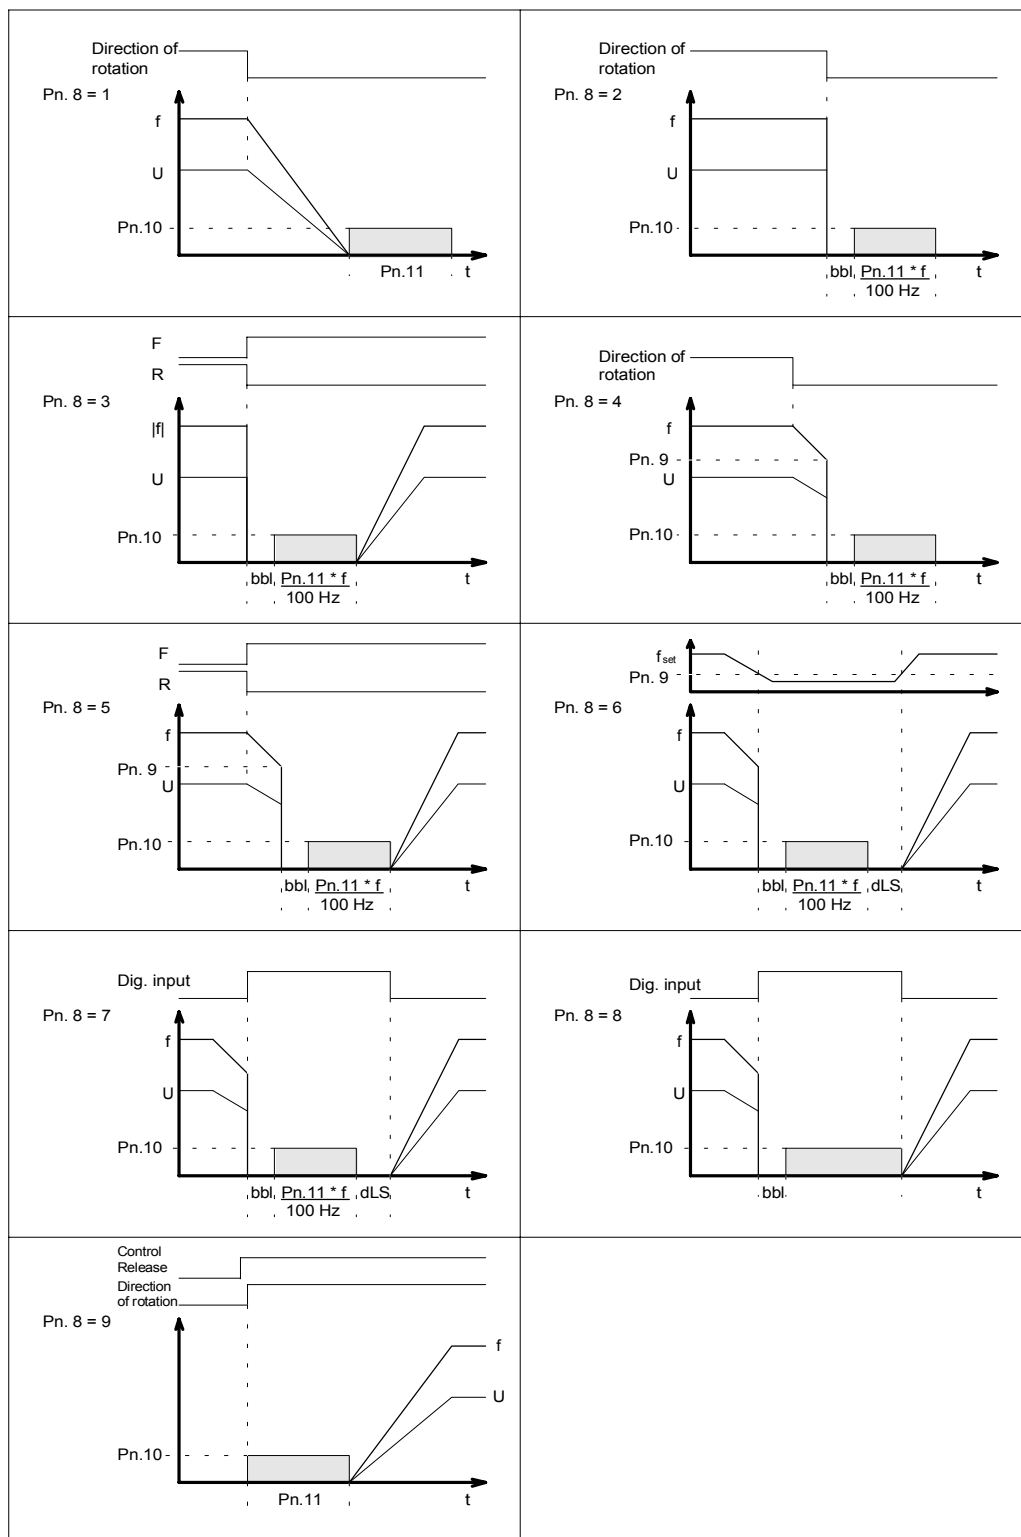 Direction of
rotation
Pn. 8 = 1
f
U
Pn.10
Pn.11
t
Direction of
rotation
Pn. 8 = 2
f
U
Pn.10
bbl
Pn.11 * f
100 Hz
t
F
R
Pn. 8 = 3
|f|
U
Pn.10
bbl
Pn.11 * f
100 Hz
t
Direction of
rotation
Pn. 8 = 4
f
Pn. 9
U
Pn.10
bbl
Pn.11 * f
100 Hz
t
F
R
Pn. 8 = 5
f
Pn. 9
U
Pn.10
bbl
Pn.11 * f
100 Hz
t
fset
Pn. 9
Pn. 8 = 6
f
U
Pn.10
bbl
Pn.11 * f
100 Hz
dLS
t
Dig. input
Pn. 8 = 7
f
U
Pn.10
bbl
Pn.11 * f
100 Hz
dLS
t
Dig. input
Pn. 8 = 8
f
U
Pn.10
bbl
t
Control
Release
Direction
of rotation
Pn. 8 = 9
f
U
Pn.10
Pn.11
t